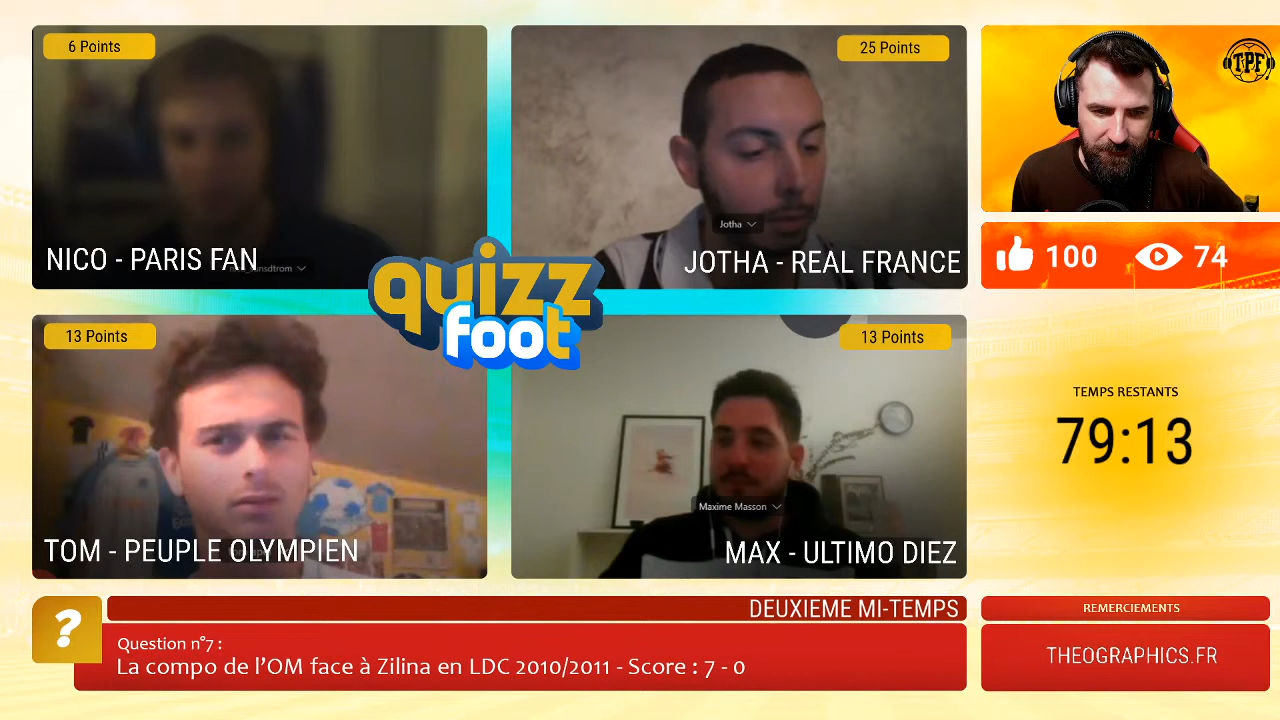 6 Points
25 Points
TPF
NICO - PARIS FAN
Jotha
JOTHA - REAL FRANCE
100 74
quizz
foot
13 Points
13 Points
TEMPS RESTANTS
79:13
Maxime Masson
TOM - PEUPLE OLYMPIEN
MAX - ULTIMO DIEZ
?
DEUXIEME MI-TEMPS
Question n°7 :
La compo de l'OM face à Zilina en LDC 2010/2011 - Score : 7 - 0
REMERCIEMENTS
THEOGRAPHICS.FR